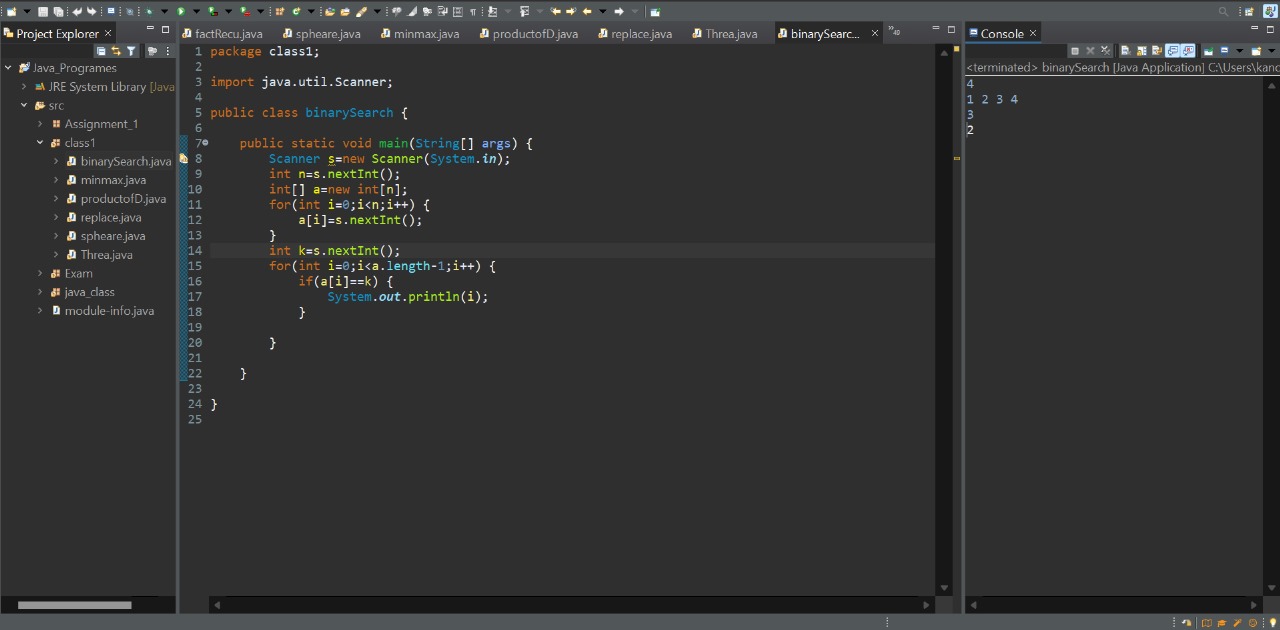 Project Explorer
Java_Programes
JRE System Library [Java
src
Assignment_1
class1
binarySearch.java
minmax.java
productofD.java
replace.java
spheare.java
Threa.java
Exam
java_class
module-info.java
factRecu.java
spheare.java
minmax.java
productofD.java
replace.java
Threa.java
binarySearc...
»40
1 package class1;
2
3 import java.util.Scanner;
4
5 public class binarySearch {
6
7 public static void main(String[] args) {
8 Scanner s=new Scanner(System.in);
9 int n=s.nextInt();
10 int[] a=new int[n];
11 for(int i=0;i<n;i++) {
12 a[i]=s.nextInt();
13 }
14 int k=s.nextInt();
15 for(int i=0;i<a.length-1;i++) {
16 if(a[i]==k) {
17 System.out.println(i);
18 }
19
20 }
21
22 }
23
24 }
25
Console
<terminated> binarySearch [Java Application] C:\Users\kanc
4
1 2 3 4
3
2